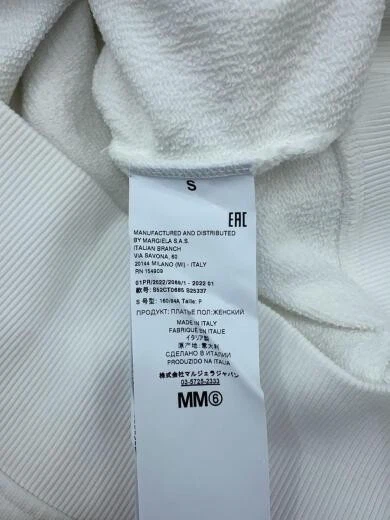 S
EAC
MANUFACTURED AND DISTRIBUTED
BY MARGIELA S.A.S.
ITALIAN BRANCH
VIA SAVONA, 60
20144 MILANO (MI) - ITALY
RN 154909
01PR/2022/2066/1 - 2022 01
款号: S52CT0685 S25337
S 号型: 160/84A Taille: P
ПРОДУКТ: ПЛАТЬЕ ПОЛ:ЖЕНСКИЙ
MADE IN ITALY
FABRIQUÉ EN ITALIE
イタリア製
原产地: 意大利
СДЕЛАНО В ИТАЛИИ
PRODUZIDO NA ITALIA
株式会社マルジェラジャパン
03-5725-2333
MM⑥